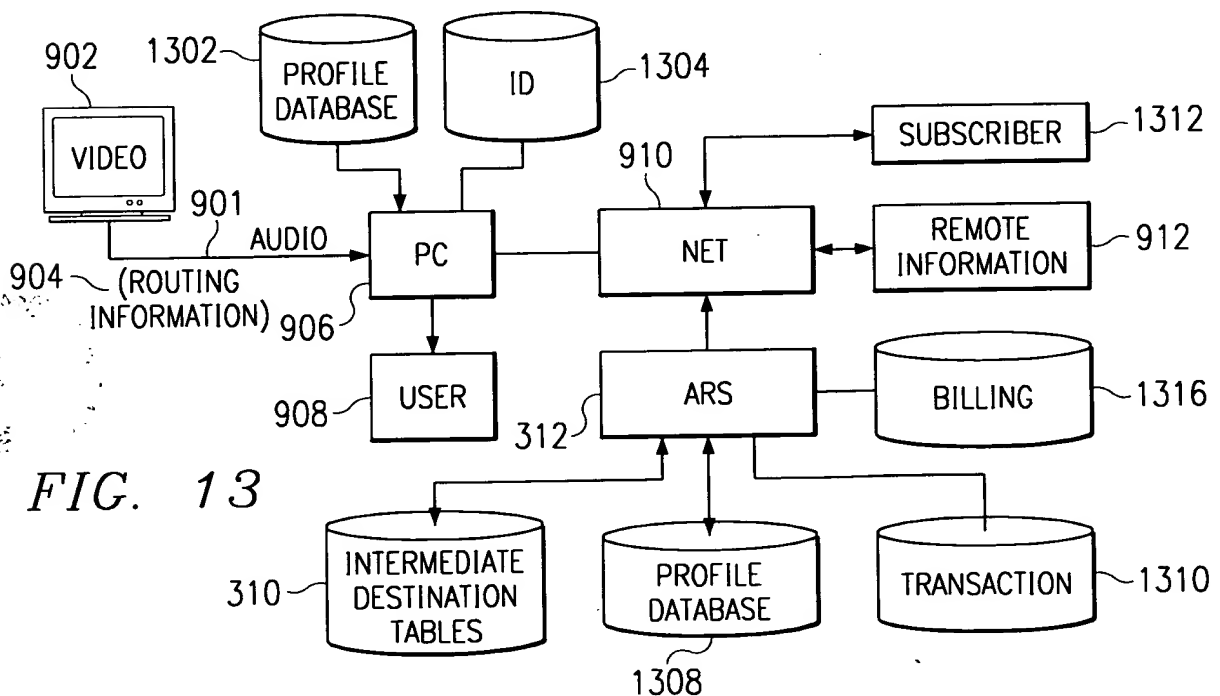 902
1302
PROFILE
DATABASE
ID
1304
VIDEO
901
AUDIO
904
(ROUTING
INFORMATION)
PC
906
910
NET
SUBSCRIBER
1312
REMOTE
INFORMATION
912
908
USER
312
ARS
BILLING
1316
FIG. 13
310
INTERMEDIATE
DESTINATION
TABLES
PROFILE
DATABASE
1308
TRANSACTION
1310